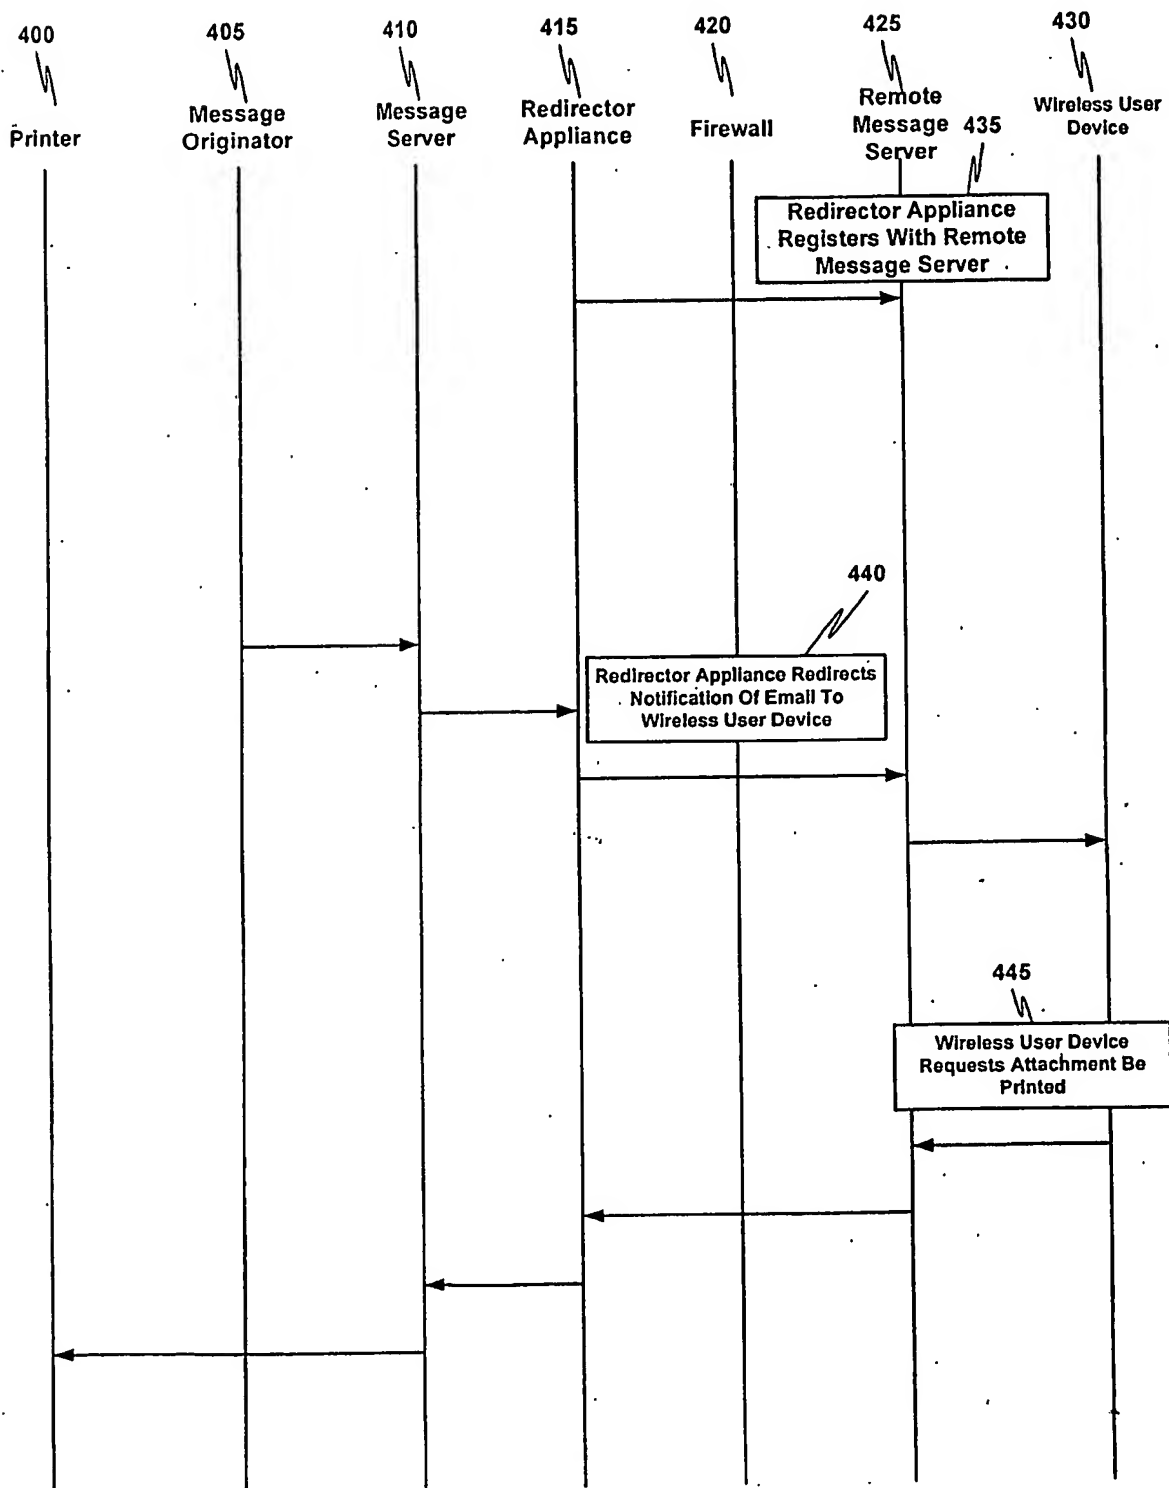 400
405
410
415
420
425
430
Printer
Message
Originator
Message
Server
Redirector
Appliance
Firewall
Remote
Message
Server
Wireless User
Device
435
Redirector Appliance
Registers With Remote
Message Server
440
Redirector Appliance Redirects
Notification Of Email To
Wireless User Device
445
Wireless User Device
Requests Attachment Be
Printed